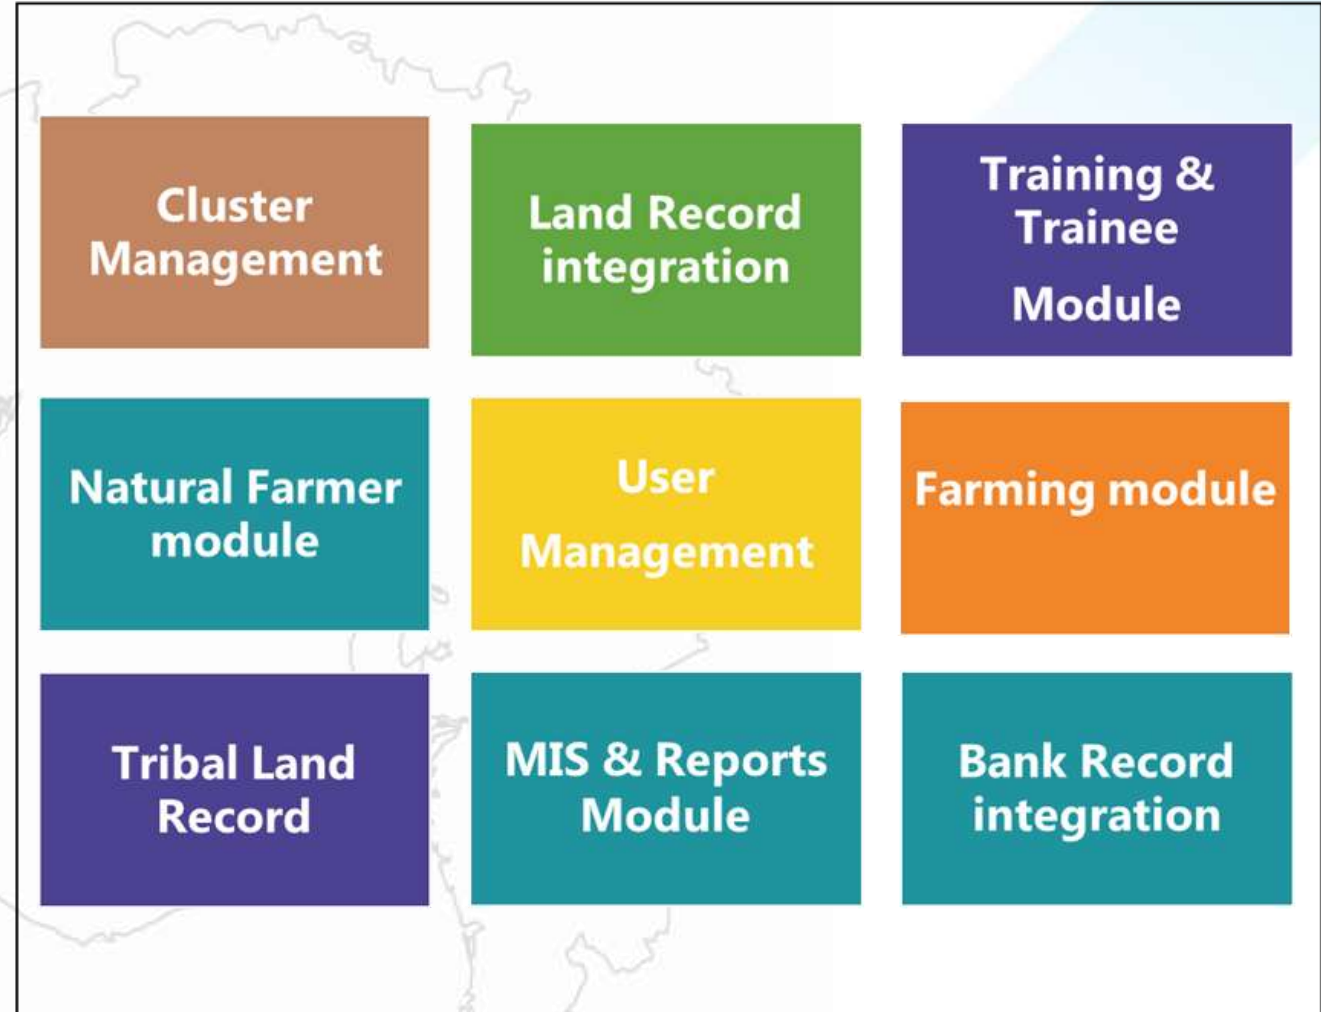 Cluster
Management
Land Record
integration
Training &
Trainee
Module
Natural Farmer
module
User
Management
Farming module
Tribal Land
Record
MIS & Reports
Module
Bank Record
integration